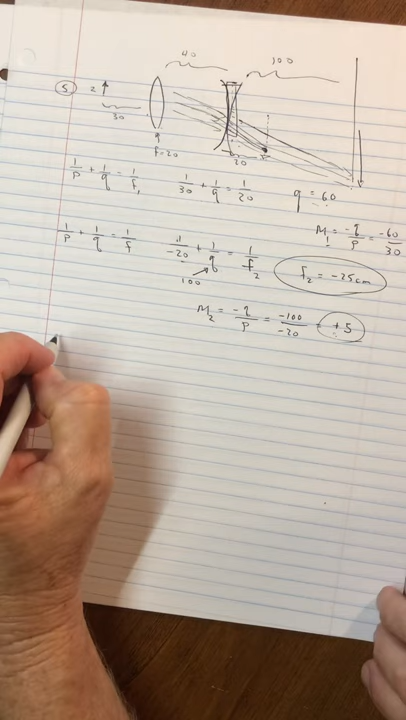 40 100
5 2
30 20
f=20
1/p + 1/q = 1/f₁ 1/30 + 1/q = 1/20 q = 60
M₁ = -q/p = -60/30
1/p + 1/q = 1/f 1/-20 + 1/q = 1/f₂ f₂ = -25cm
100
M₂ = -q/p = -100/-20 = +5